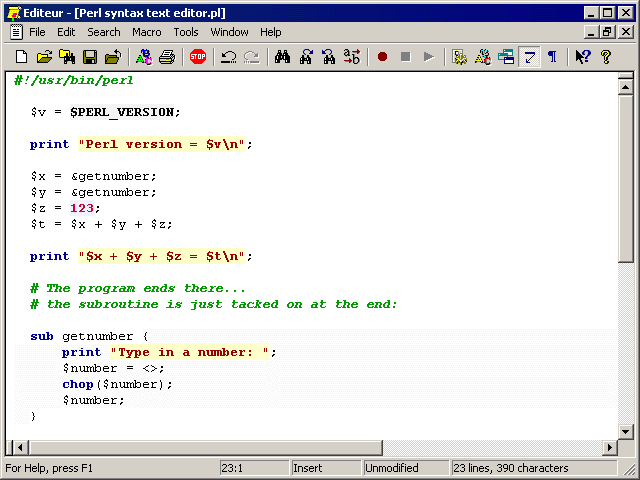 Editeur - [Perl syntax text editor.pl]
File Edit Search Macro Tools Window Help
STOP
#!/usr/bin/perl
$v = $PERL_VERSION;
print "Perl version = $v\n";
$x = &getnumber;
$y = &getnumber;
$z = 123;
$t = $x + $y + $z;
print "$x + $y + $z = $t\n";
# The program ends there...
# the subroutine is just tacked on at the end:
sub getnumber {
print "Type in a number: ";
$number = <>;
chop($number);
$number;
}
For Help, press F1 23:1 Insert Unmodified 23 lines, 390 characters